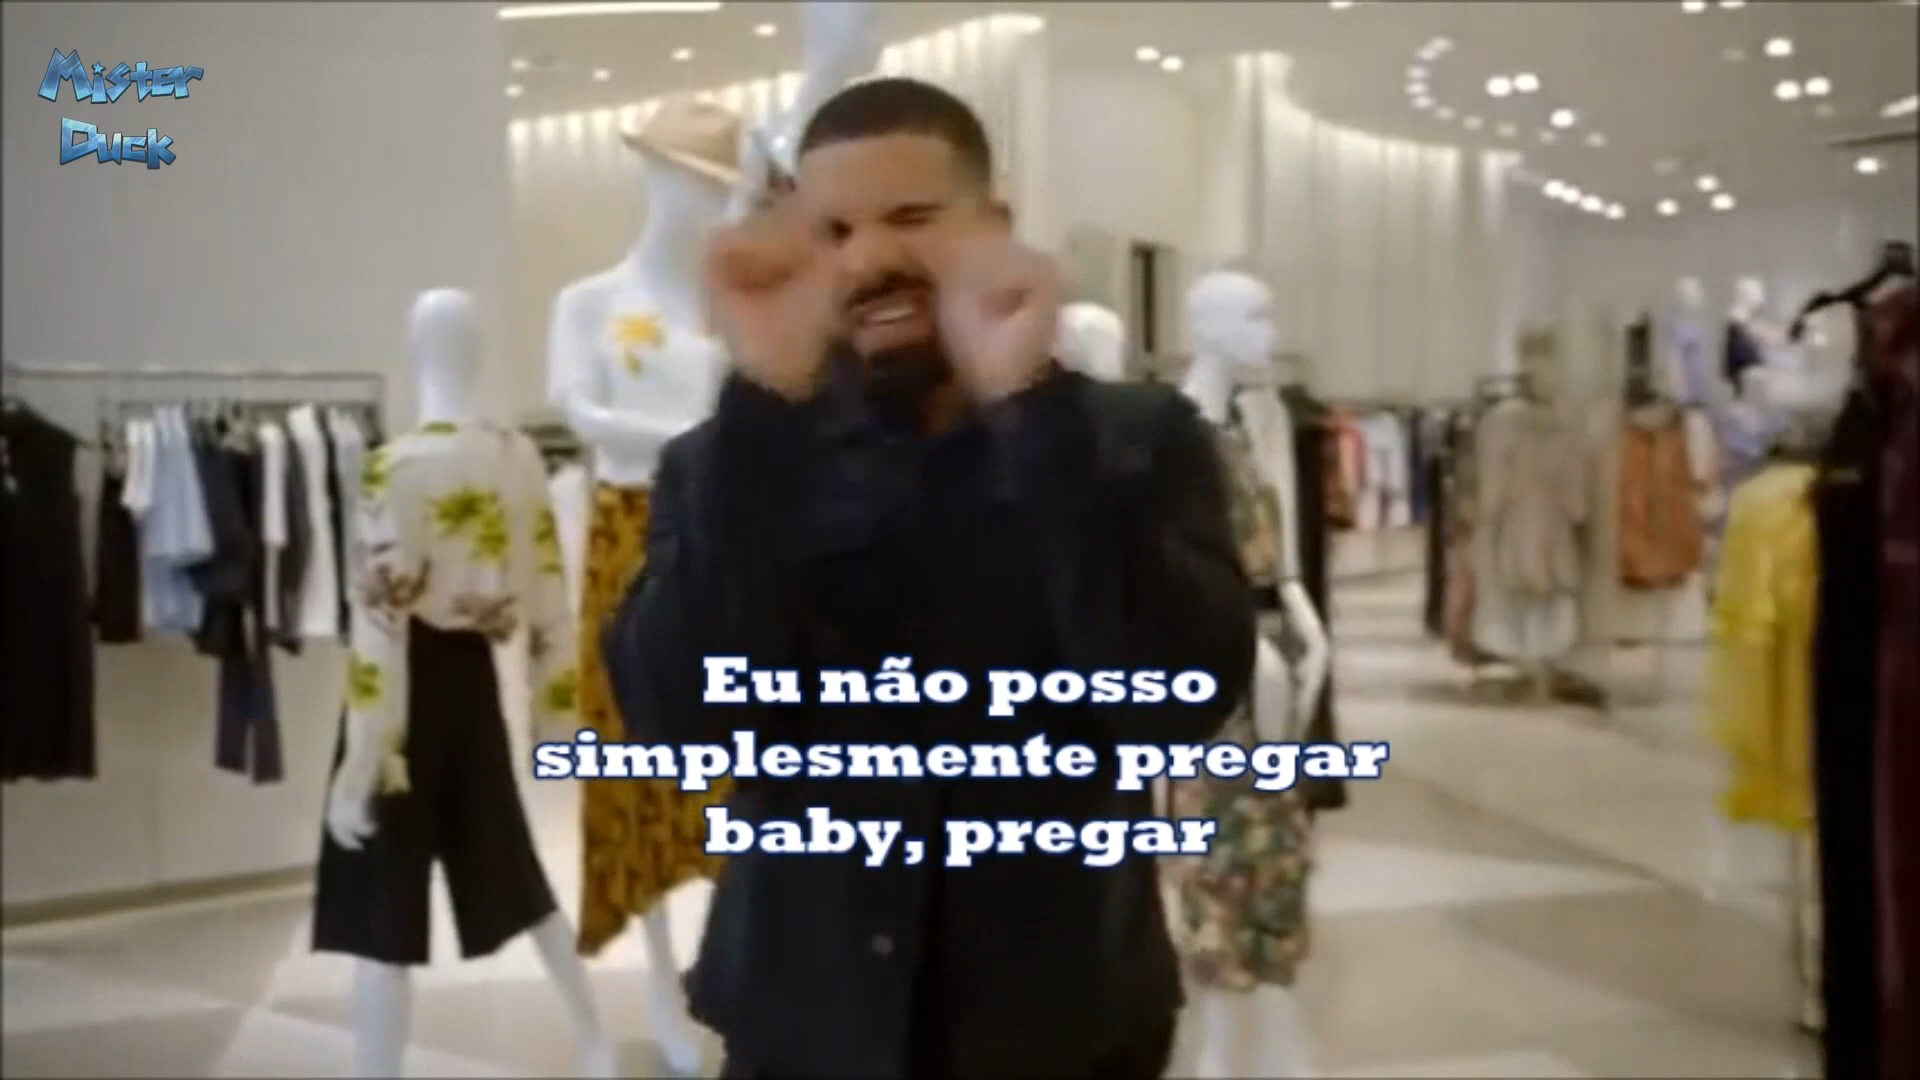 Mister
Duck
Eu não posso
simplesmente pregar
baby, pregar